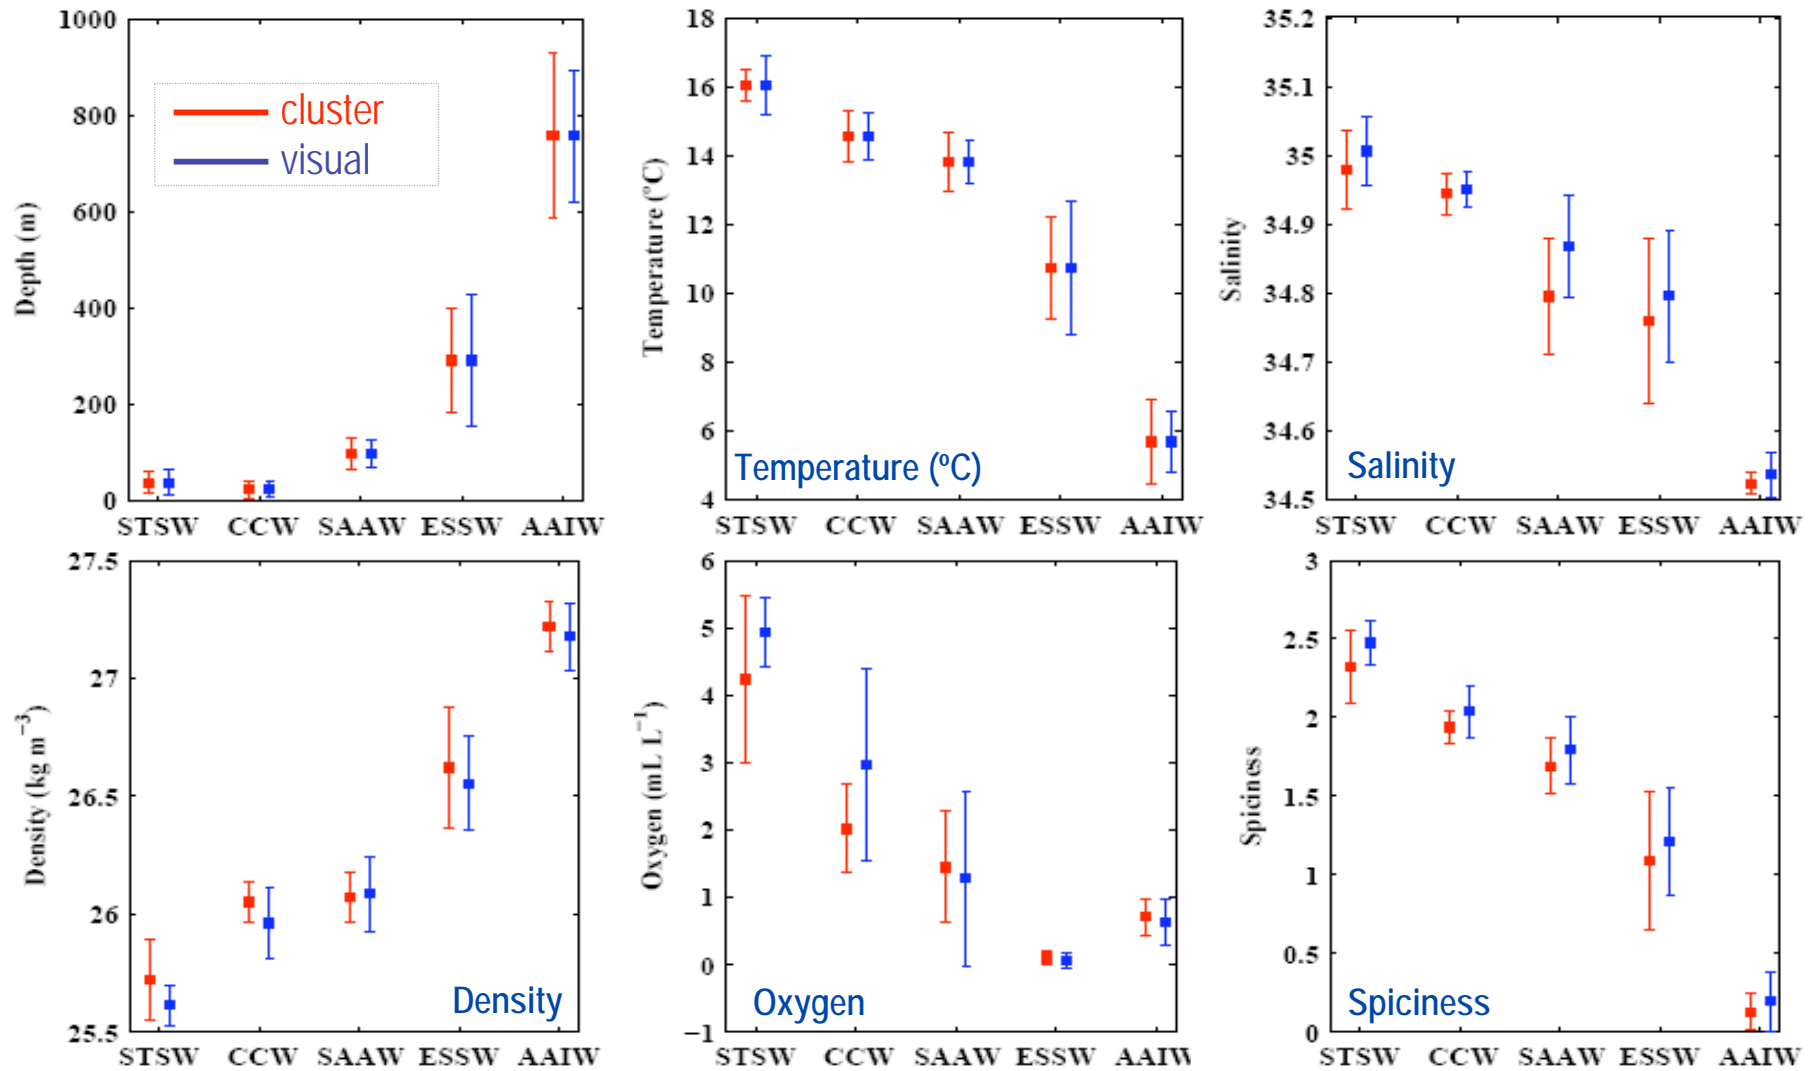 1000
800
600
400
200
0
Depth (m)
cluster
visual
STSW CCW SAAW ESSW AAIW
18
16
14
12
10
8
6
4
Temperature (°C)
Temperature (ºC)
STSW CCW SAAW ESSW AAIW
35.2
35.1
35
34.9
34.8
34.7
34.6
34.5
Salinity
Salinity
STSW CCW SAAW ESSW AAIW
27.5
27
26.5
26
25.5
Density (kg m⁻³)
Density
STSW CCW SAAW ESSW AAIW
6
5
4
3
2
1
0
−1
Oxygen (mL L⁻¹)
Oxygen
STSW CCW SAAW ESSW AAIW
3
2.5
2
1.5
1
0.5
0
Spiciness
Spiciness
STSW CCW SAAW ESSW AAIW